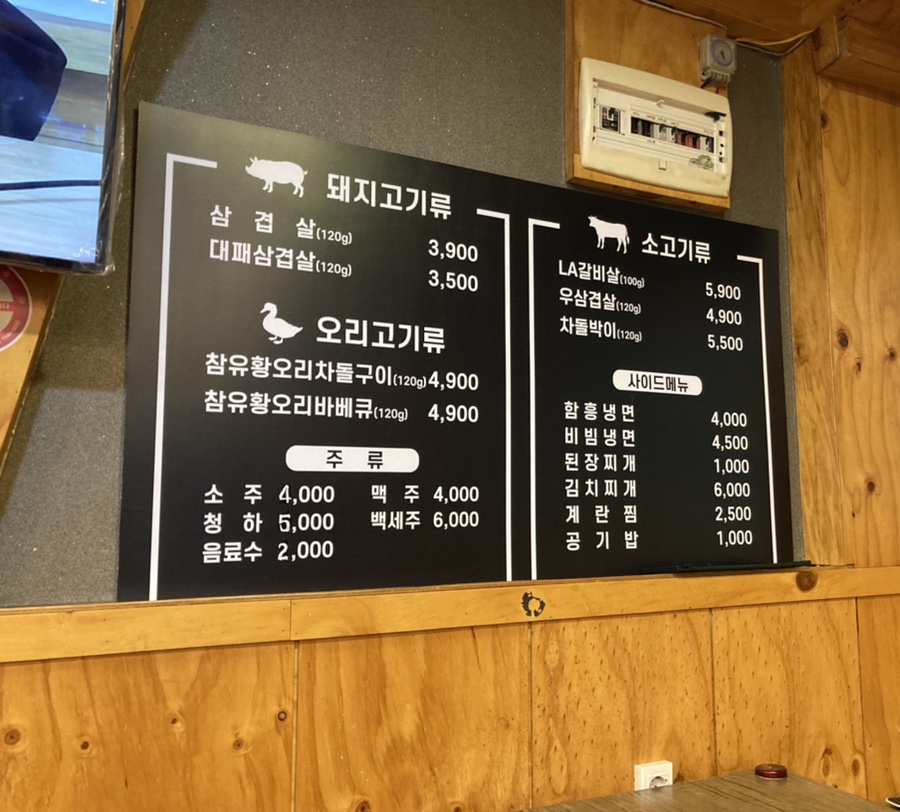 돼지고기류
삼 겹 살(120g) 3,900
대패삼겹살(120g) 3,500
오리고기류
참유황오리차돌구이(120g) 4,900
참유황오리바베큐(120g) 4,900
주 류
소 주 4,000 맥 주 4,000
청 하 5,000 백세주 6,000
음료수 2,000
소고기류
LA갈비살(100g) 5,900
우삼겹살(120g) 4,900
차돌박이(120g) 5,500
사이드메뉴
함흥냉면 4,000
비빔냉면 4,500
된장찌개 1,000
김치찌개 6,000
계 란 찜 2,500
공 기 밥 1,000